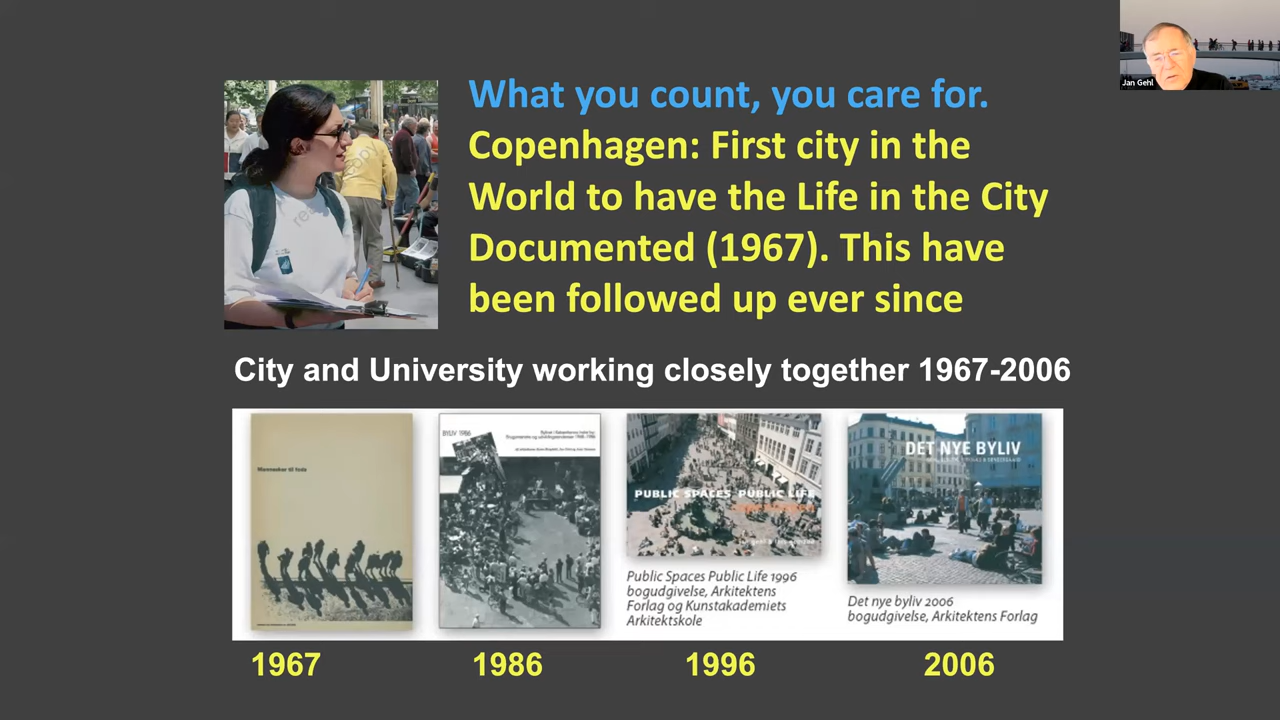 Jan Gehl
What you count, you care for.
Copenhagen: First city in the
World to have the Life in the City
Documented (1967). This have
been followed up ever since
City and University working closely together 1967-2006
Mennesker til fods
BYLIV 1986
PUBLIC SPACES PUBLIC LIFE
DET NYE BYLIV
Public Spaces Public Life 1996
bogudgivelse, Arkitektens
Forlag og Kunstakademiets
Arkitektskole
Det nye byliv 2006
bogudgivelse, Arkitektens Forlag
1967
1986
1996
2006